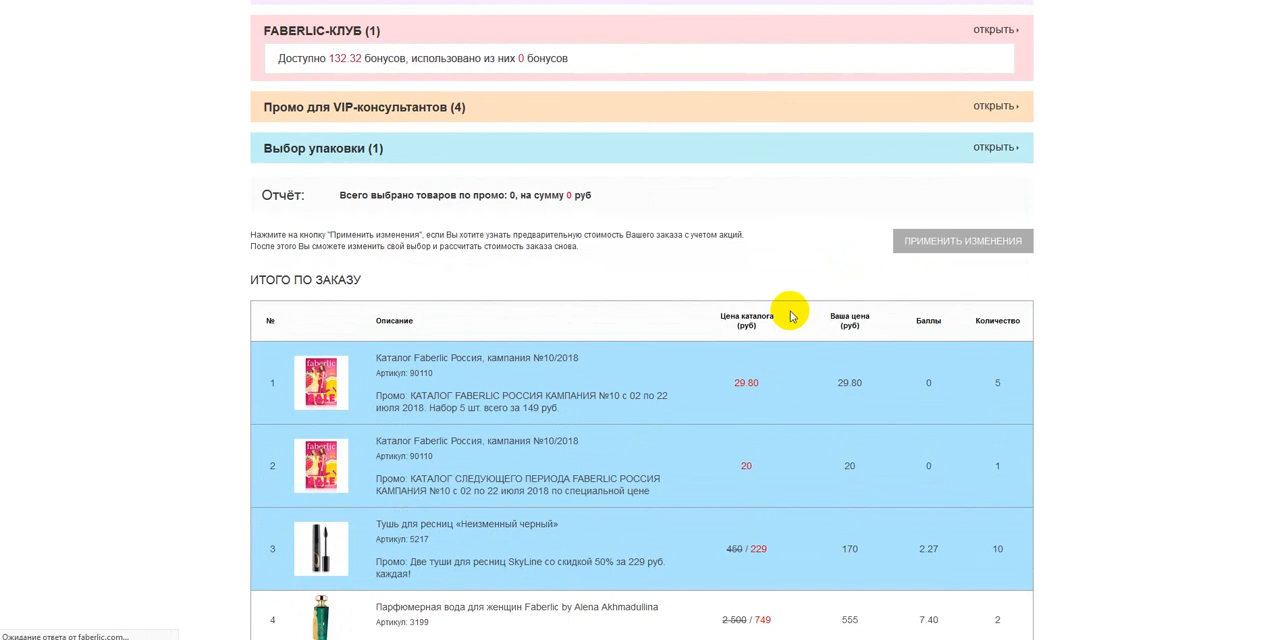 FABERLIC-КЛУБ (1)
открыть
Доступно 132.32 бонусов, использовано из них 0 бонусов
Промо для VIP-консультантов (4)
открыть
Выбор упаковки (1)
открыть
Отчёт:
Всего выбрано товаров по промо: 0, на сумму 0 руб
Нажмите на кнопку "Применить изменения", если Вы хотите узнать предварительную стоимость Вашего заказа с учетом акций.
После этого Вы сможете изменить свой выбор и рассчитать стоимость заказа снова.
ПРИМЕНИТЬ ИЗМЕНЕНИЯ
ИТОГО ПО ЗАКАЗУ
№ Описание Цена каталога (руб) Ваша цена (руб) Баллы Количество
faberlic
SALE
Каталог Faberlic Россия, кампания №10/2018
Артикул: 90110
1 29.80 29.80 0 5
Промо: КАТАЛОГ FABERLIC РОССИЯ КАМПАНИЯ №10 с 02 по 22
июля 2018. Набор 5 шт. всего за 149 руб.
faberlic
SALE
Каталог Faberlic Россия, кампания №10/2018
Артикул: 90110
2 20 20 0 1
Промо: КАТАЛОГ СЛЕДУЮЩЕГО ПЕРИОДА FABERLIC РОССИЯ
КАМПАНИЯ №10 с 02 по 22 июля 2018 по специальной цене
Тушь для ресниц «Неизменный черный»
Артикул: 5217
3 450 / 229 170 2.27 10
Промо: Две туши для ресниц SkyLine со скидкой 50% за 229 руб.
каждая!
Парфюмерная вода для женщин Faberlic by Alena Akhmadullina
4 2 500 / 749 555 7.40 2
Артикул: 3199
Ожидание ответа от faberlic.com...